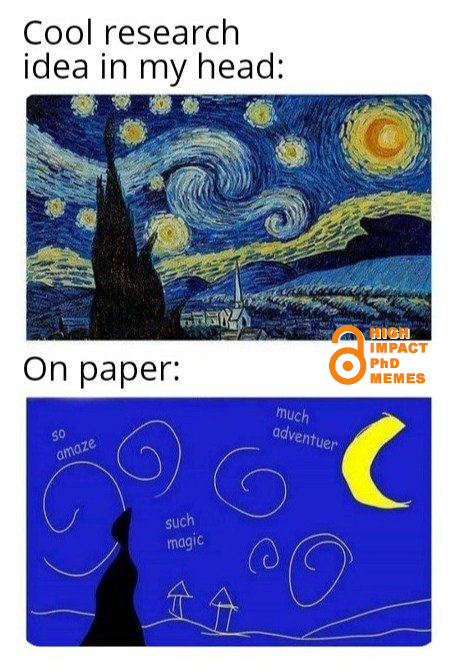 Cool research
idea in my head:
HIGH
IMPACT
PhD
MEMES
On paper:
so
amaze
much
adventuer
such
magic